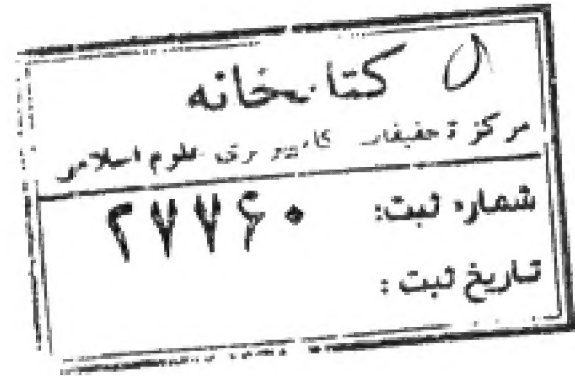 کتابخانه
مرکز تحقیقات کامپیوتری علوم اسلامی
شماره ثبت: ۲۷۷۶۰
تاریخ ثبت: